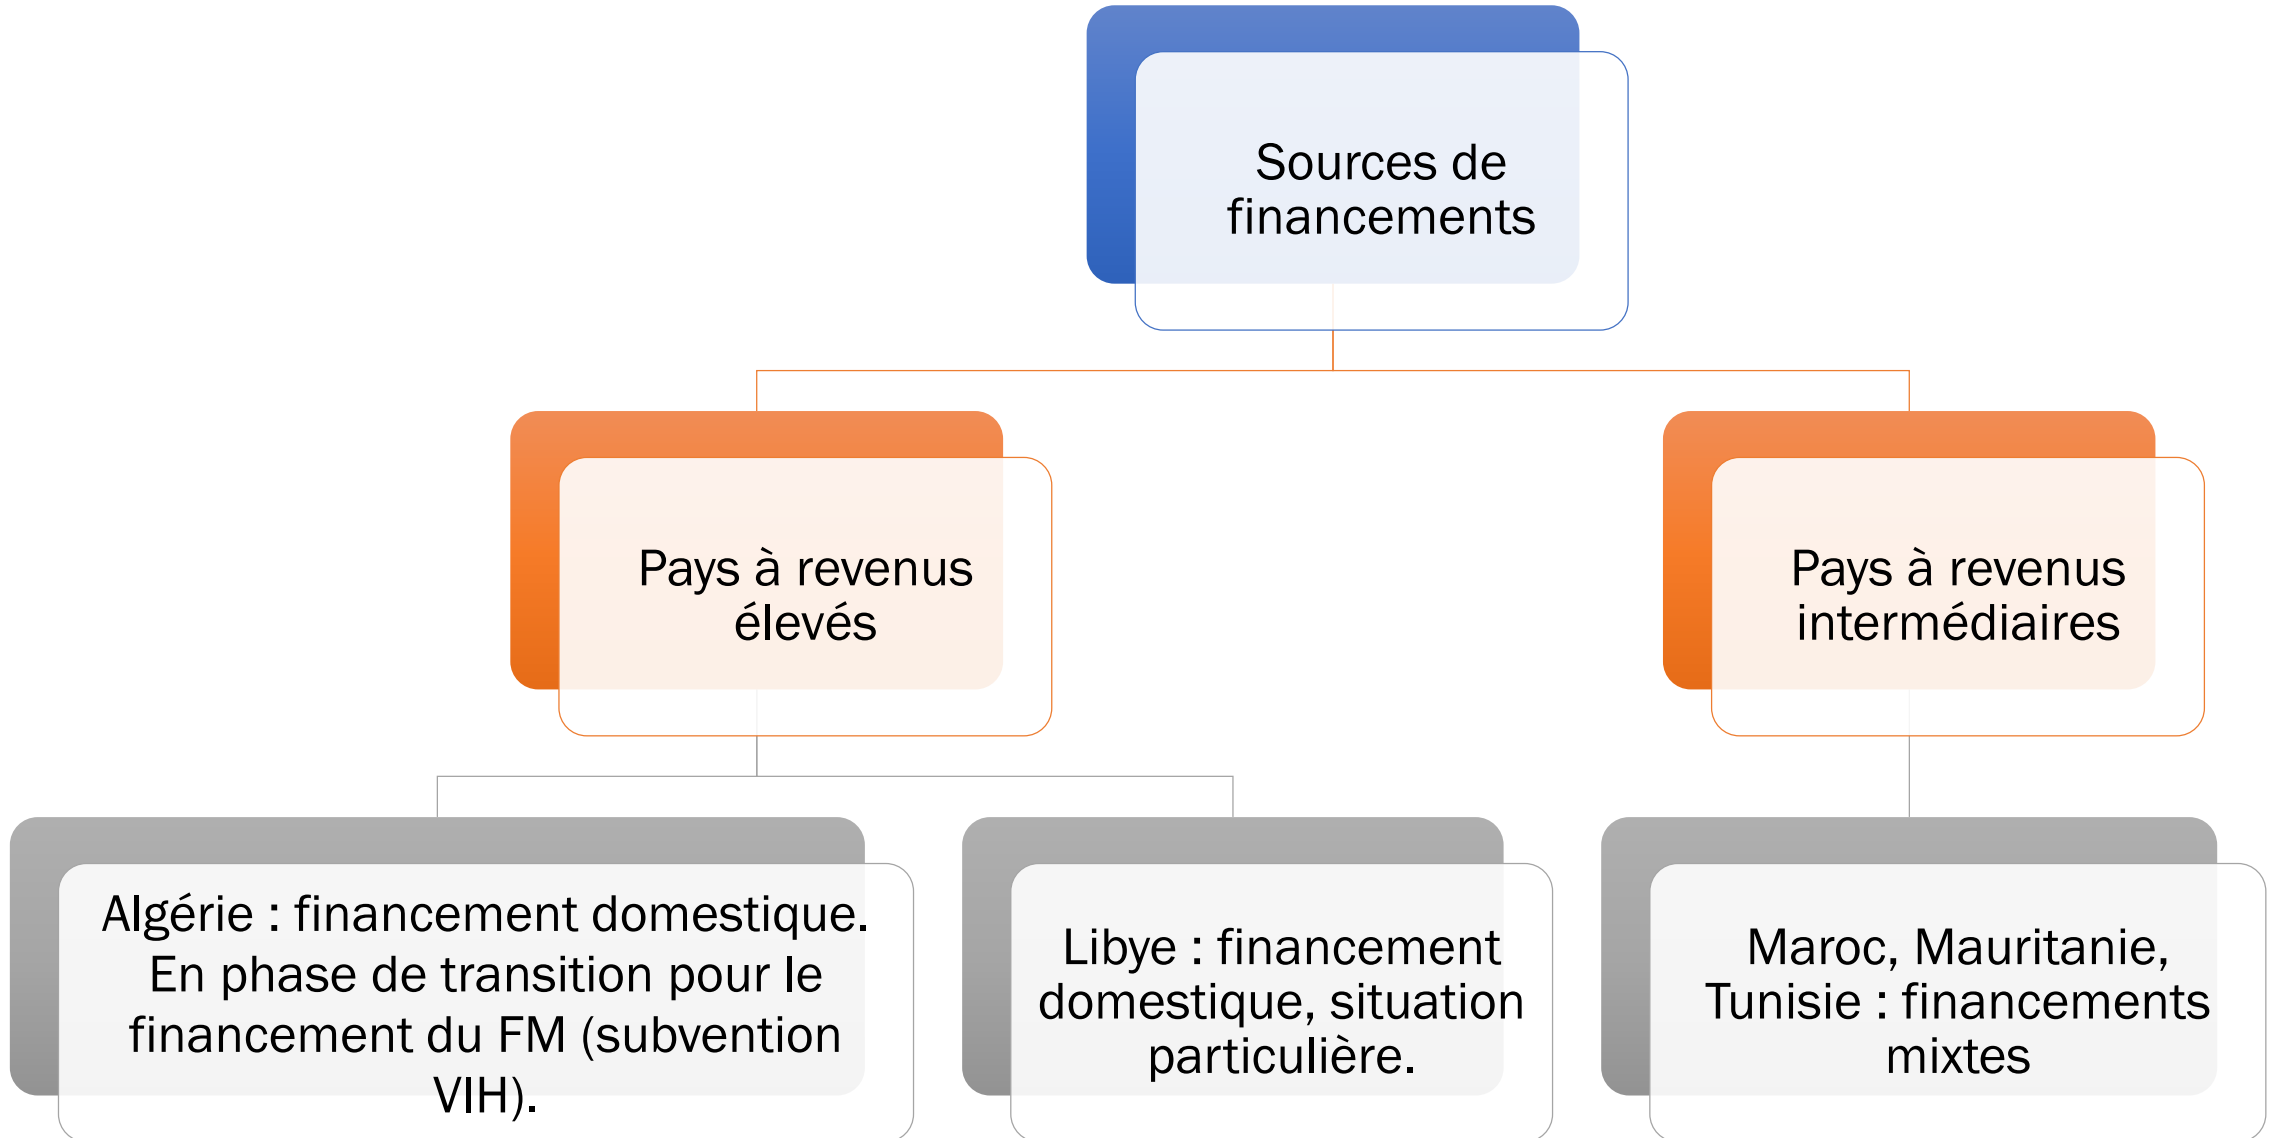 Sources de
financements
Pays à revenus
élevés
Pays à revenus
intermédiaires
Algérie : financement domestique.
En phase de transition pour le
financement du FM (subvention
VIH).
Libye : financement
domestique, situation
particulière.
Maroc, Mauritanie,
Tunisie : financements
mixtes